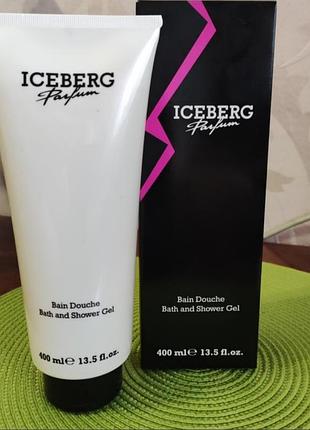 ICEBERG
Parfum
Bain Douche
Bath and Shower Gel
400 ml℮ 13.5 fl.oz.
ICEBERG
Parfum
Bain Douche
Bath and Shower Gel
400 ml℮ 13.5 fl.oz.